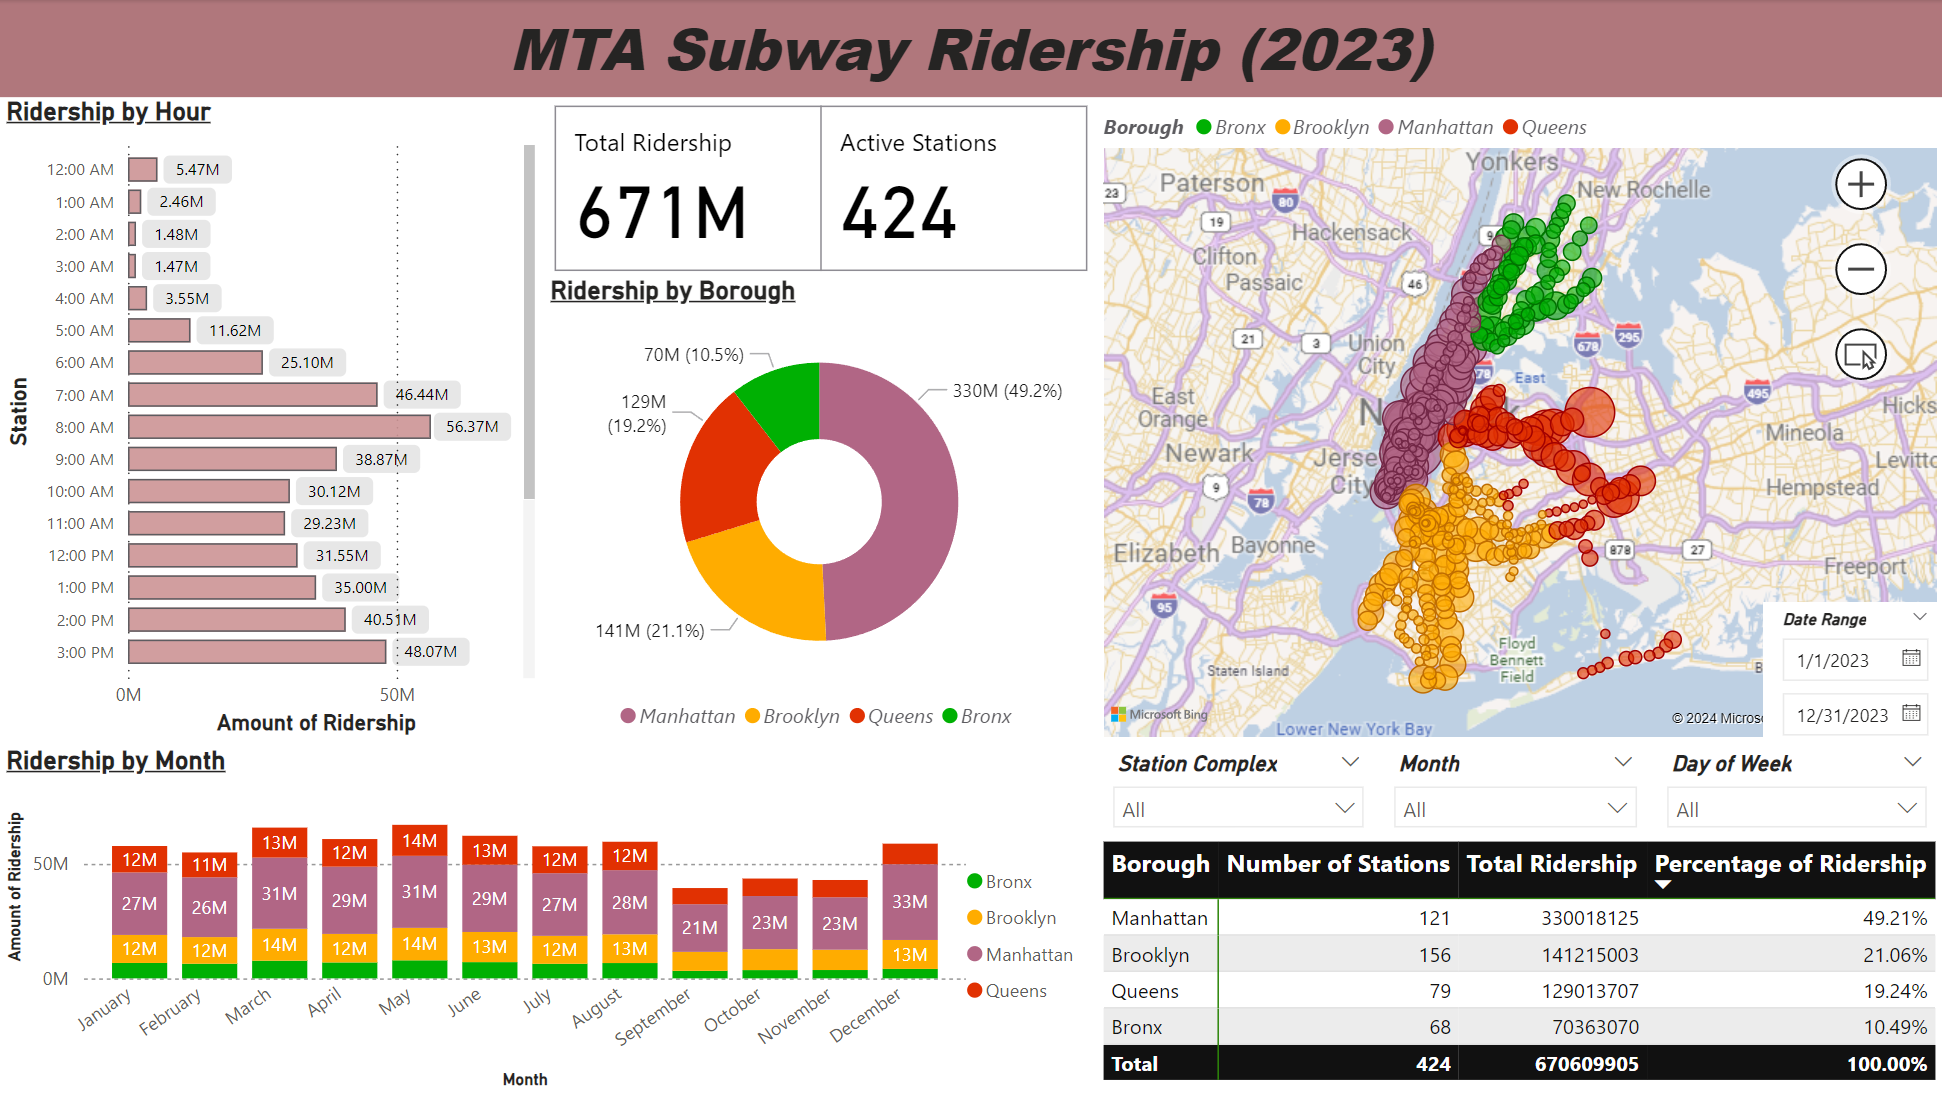 MTA Subway Ridership (2023)
Ridership by Hour
Station
12:00 AM 5.47M
1:00 AM 2.46M
2:00 AM 1.48M
3:00 AM 1.47M
4:00 AM 3.55M
5:00 AM 11.62M
6:00 AM 25.10M
7:00 AM 46.44M
8:00 AM 56.37M
9:00 AM 38.87M
10:00 AM 30.12M
11:00 AM 29.23M
12:00 PM 31.55M
1:00 PM 35.00M
2:00 PM 40.51M
3:00 PM 48.07M
0M 50M
Amount of Ridership
Total Ridership
671M
Active Stations
424
Ridership by Borough
70M (10.5%)
129M
(19.2%)
330M (49.2%)
141M (21.1%)
Manhattan Brooklyn Queens Bronx
Borough Bronx Brooklyn Manhattan Queens
Yonkers
Paterson
New Rochelle
23
80
19
9
Hackensack
Clifton
Passaic
46
21
3
Union
City
678
295
78
East
East
Orange
495
Hicks
Mineola
Newark
Jerse
City
Levitto
9
78
Hempstead
Elizabeth
Bayonne
878
27
Freeport
95
Floyd
Bennett
Field
Staten Island
Microsoft Bing
Lower New York Bay
© 2024 Microso
Date Range
1/1/2023
12/31/2023
Station Complex
All
Month
All
Day of Week
All
Ridership by Month
Amount of Ridership
50M
0M
12M 11M 13M 12M 14M 13M 12M 12M
27M 26M 31M 29M 31M 29M 27M 28M 21M 23M 23M 33M
12M 12M 14M 12M 14M 13M 12M 13M 13M
January February March April May June July August September October November December
Month
Bronx
Brooklyn
Manhattan
Queens
Borough Number of Stations Total Ridership Percentage of Ridership
Manhattan 121 330018125 49.21%
Brooklyn 156 141215003 21.06%
Queens 79 129013707 19.24%
Bronx 68 70363070 10.49%
Total 424 670609905 100.00%